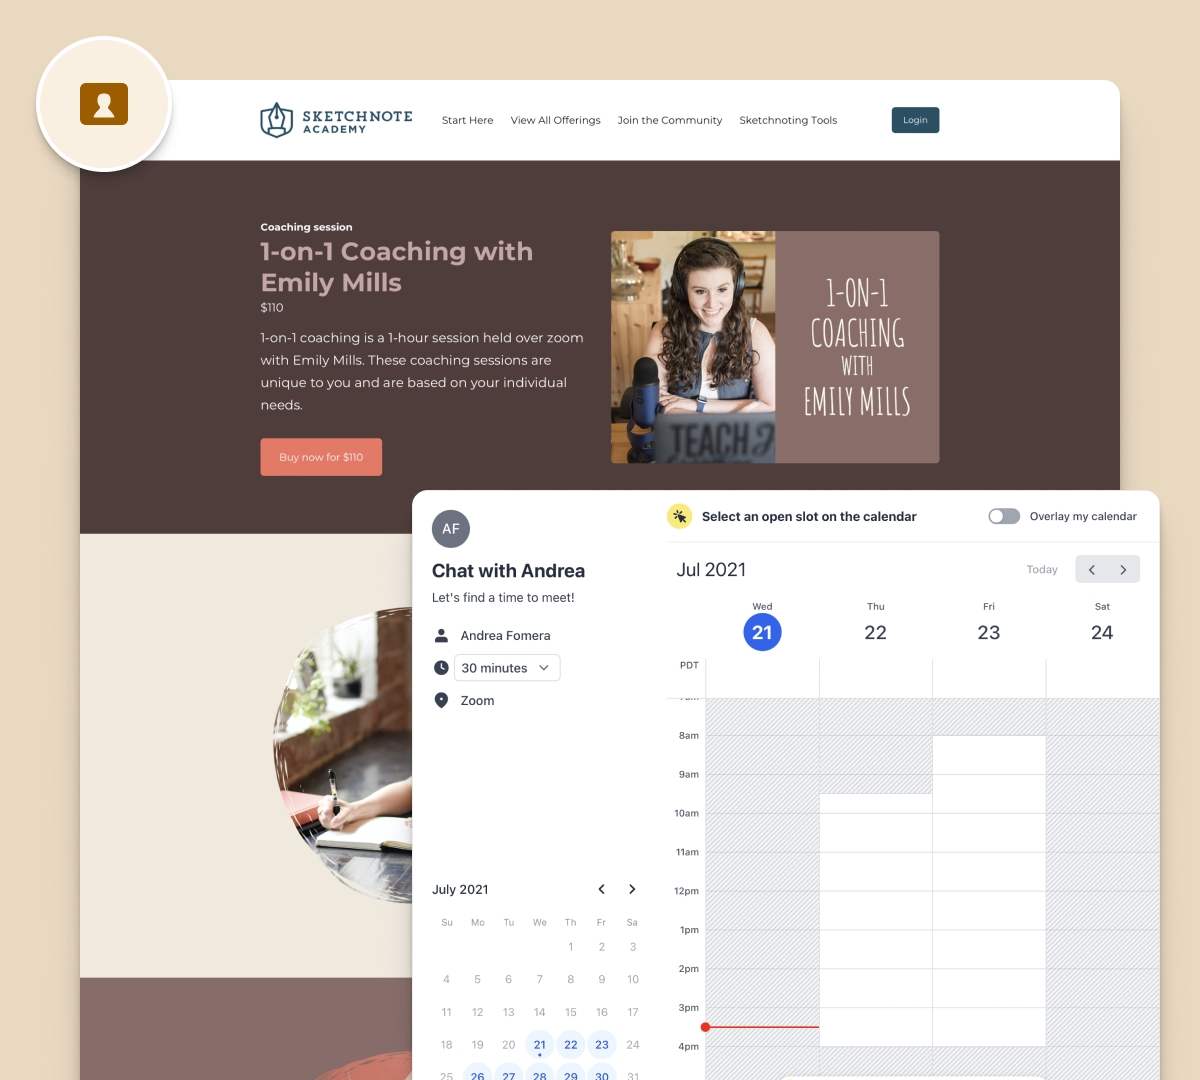 SKETCHNOTE
ACADEMY
Start Here
View All Offerings
Join the Community
Sketchnoting Tools
Login
Coaching session
1-on-1 Coaching with
Emily Mills
$110
1-on-1 coaching is a 1-hour session held over zoom
with Emily Mills. These coaching sessions are
unique to you and are based on your individual
needs.
Buy now for $110
TEACH
1-ON-1
COACHING
WITH
EMILY MILLS
AF
Chat with Andrea
Let's find a time to meet!
Andrea Fomera
30 minutes
Zoom
July 2021
Su Mo Tu We Th Fr Sa
1 2 3
4 5 6 7 8 9 10
11 12 13 14 15 16 17
18 19 20 21 22 23 24
25 26 27 28 29 30 31
Select an open slot on the calendar
Overlay my calendar
Jul 2021
Today
Wed Thu Fri Sat
21 22 23 24
PDT
8am
9am
10am
11am
12pm
1pm
2pm
3pm
4pm